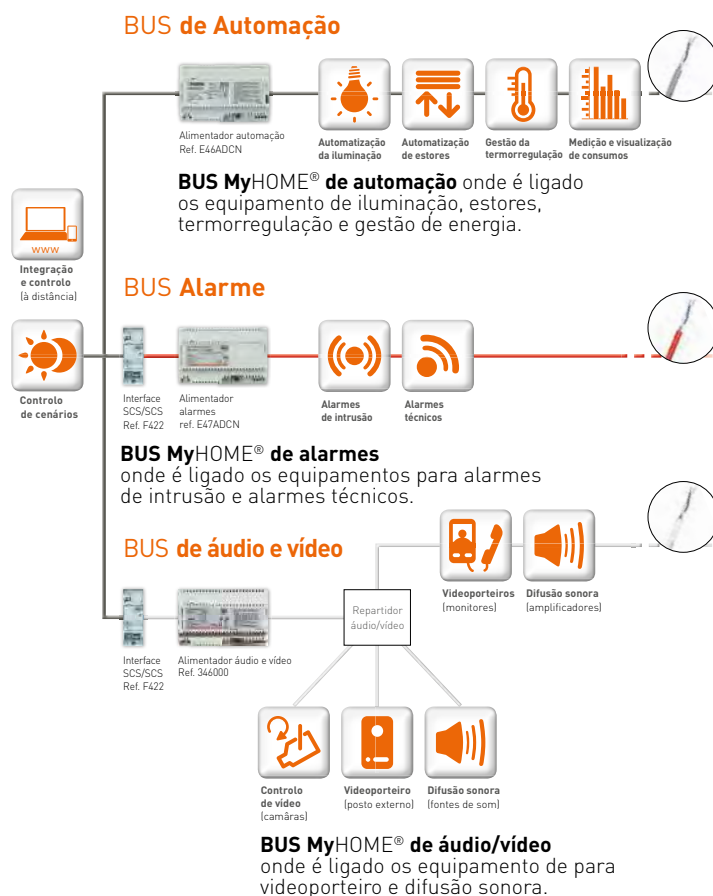 BUS de Automação
Alimentador automação
Ref. E46ADCN
Automatização
da iluminação
Automatização
de estores
Gestão da
termorregulação
Medição e visualização
de consumos
BUS MyHOME® de automação onde é ligado
os equipamento de iluminação, estores,
termorregulação e gestão de energia.
www
Integração
e controlo
(à distância)
BUS Alarme
Controlo
de cenários
Interface
SCS/SCS
Ref. F422
Alimentador
alarmes
ref. E47ADCN
Alarmes
de intrusão
Alarmes
técnicos
BUS MyHOME® de alarmes
onde é ligado os equipamentos para alarmes
de intrusão e alarmes técnicos.
BUS de áudio e vídeo
Videoporteiros
(monitores)
Difusão sonora
(amplificadores)
Repartidor
áudio/vídeo
Interface
SCS/SCS
Ref. F422
Alimentador áudio e vídeo
Ref. 346000
Controlo
de vídeo
(camâras)
Videoporteiro
(posto externo)
Difusão sonora
(fontes de som)
BUS MyHOME® de áudio/vídeo
onde é ligado os equipamento de para
videoporteiro e difusão sonora.